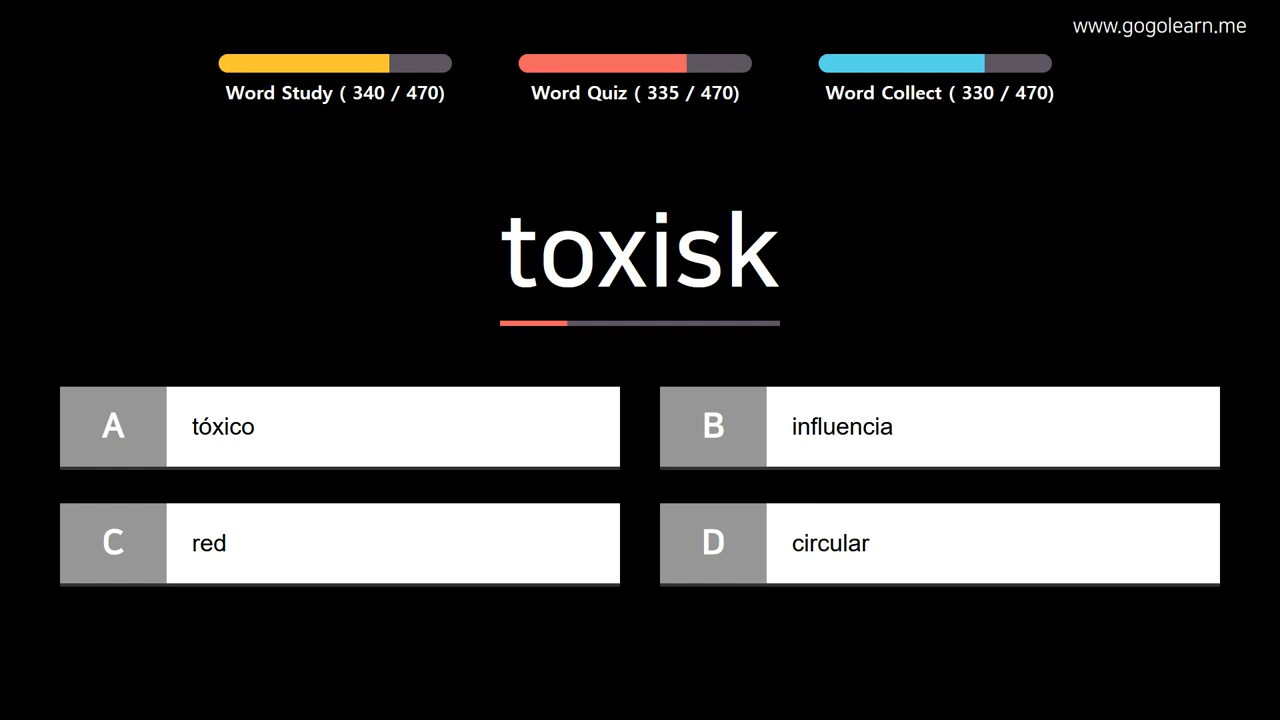 www.gogolearn.me
Word Study ( 340 / 470)
Word Quiz ( 335 / 470)
Word Collect ( 330 / 470)
toxisk
A tóxico
B influencia
C red
D circular